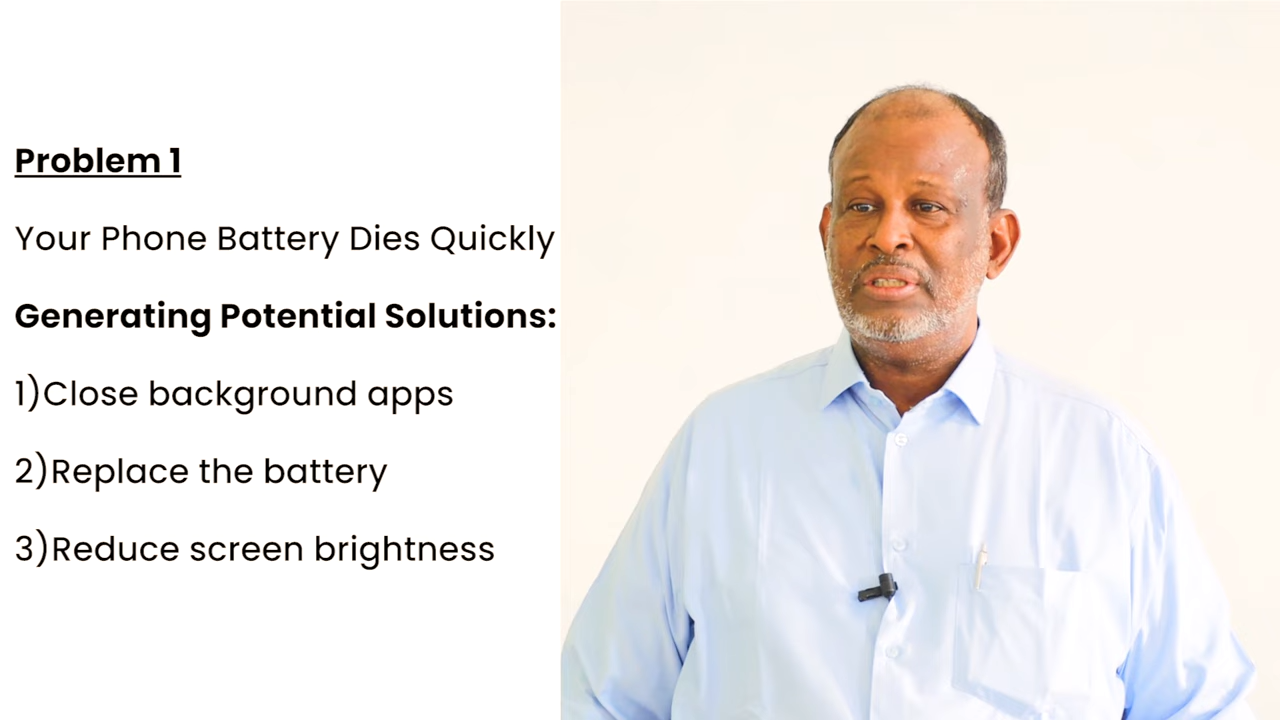 Problem 1
Your Phone Battery Dies Quickly
Generating Potential Solutions:
1)Close background apps
2)Replace the battery
3)Reduce screen brightness